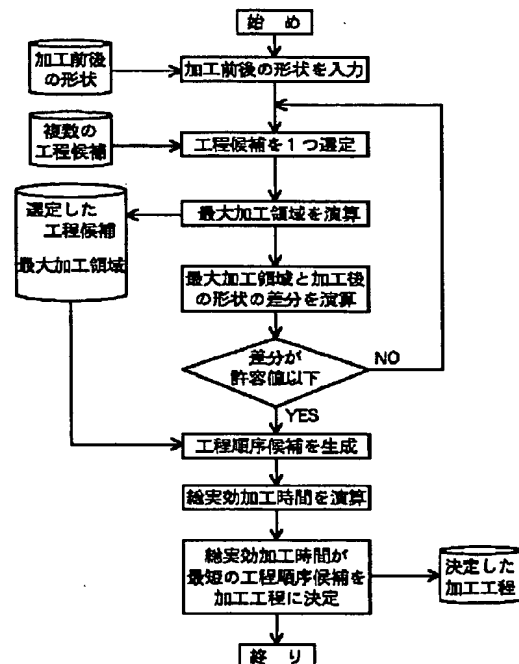 始め
加工前後
の形状
加工前後の形状を入力
複数の
工程候補
工程候補を1つ選定
選定した
工程候補
最大加工領域
最大加工領域を演算
最大加工領域と加工後
の形状の差分を演算
差分が
許容値以下
NO
YES
工程順序候補を生成
総実効加工時間を演算
総実効加工時間が
最短の工程順序候補を
加工工程に決定
決定した
加工工程
終り